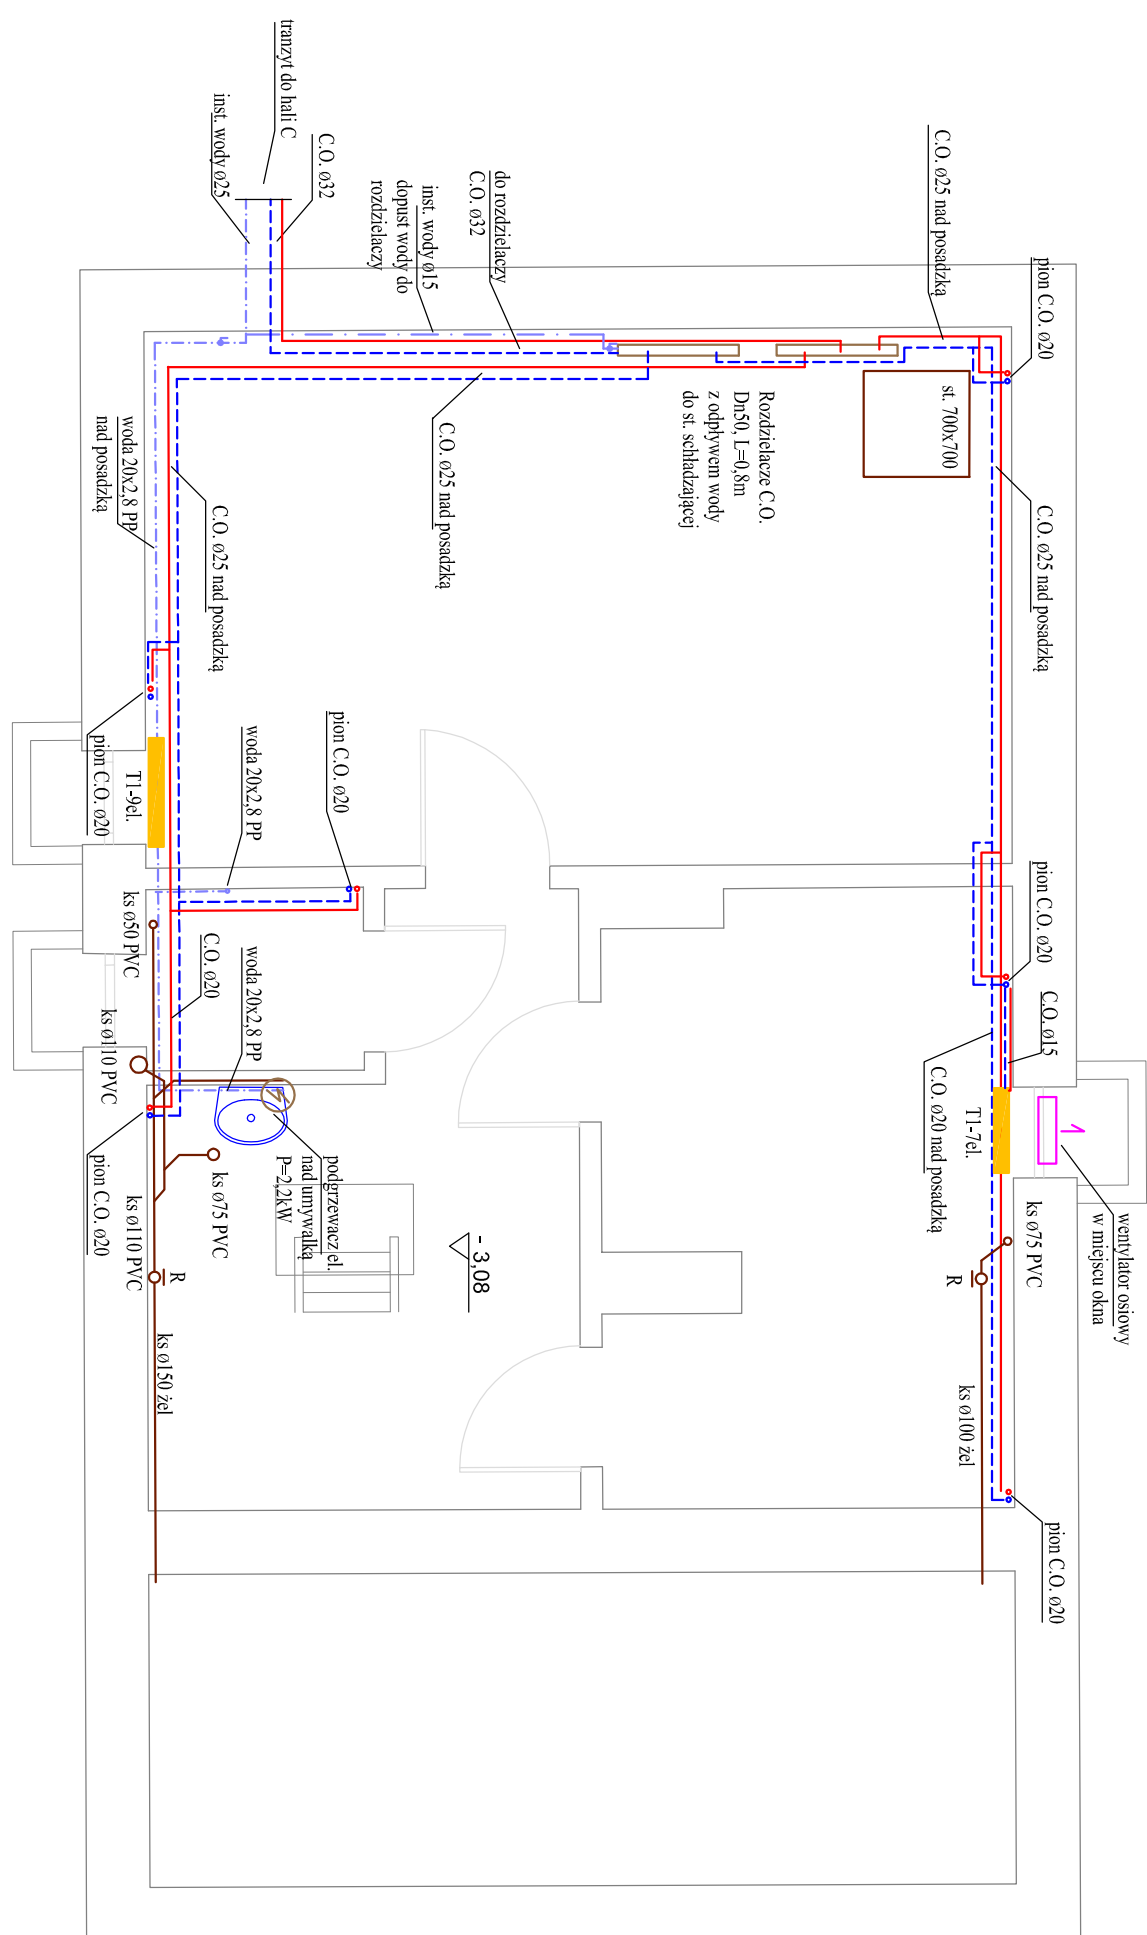 tranzyt do hali C
inst. wody ø25
C.O. ø32
do rozdzielaczy
C.O. ø32
inst. wody ø15
dopust wody do
rozdzielaczy
C.O. ø25 nad posadzką
pion C.O. ø20
st. 700x700
Rozdzielacze C.O.
Dn50, L=0,8m
z odpływem wody
do st. schładzającej
C.O. ø25 nad posadzką
C.O. ø25 nad posadzką
C.O. ø25 nad posadzką
woda 20x2,8 PP
nad posadzką
pion C.O. ø20
T1-9el.
woda 20x2,8 PP
pion C.O. ø20
pion C.O. ø20
C.O. ø15
ks ø50 PVC
C.O. ø20
woda 20x2,8 PP
ks ø110 PVC
C.O. ø20 nad posadzką
T1-7el.
1
wentylator osiowy
w miejscu okna
podgrzewacz el.
nad umywalką
P=2,2kW
ks ø75 PVC
pion C.O. ø20
ks ø110 PVC
- 3,08
ks ø75 PVC
R
R
ks ø150 żel
ks ø100 żel
pion C.O. ø20